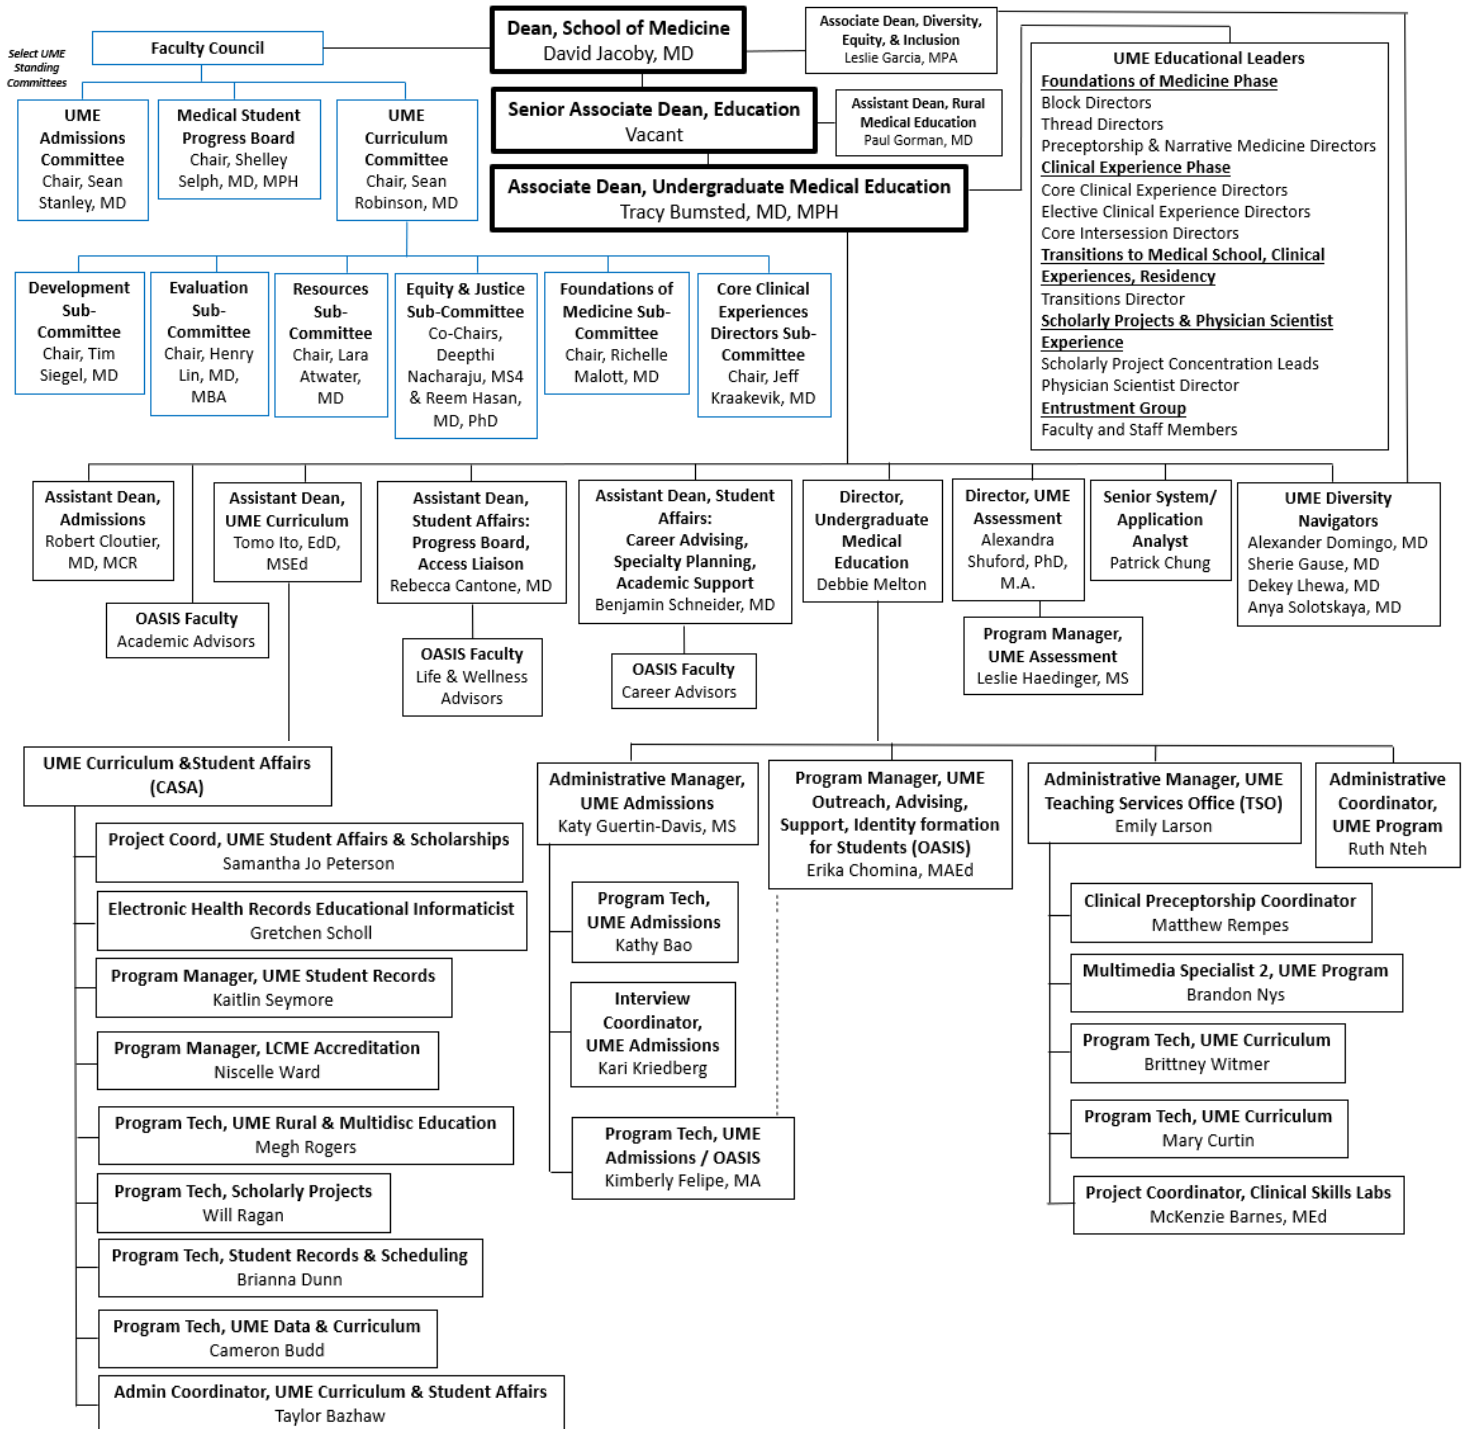 Dean, School of Medicine
David Jacoby, MD
Associate Dean, Diversity,
Equity, & Inclusion
Leslie Garcia, MPA
Faculty Council
Select UME
Standing
Committees
UME
Admissions
Committee
Chair, Sean
Stanley, MD
Medical Student
Progress Board
Chair, Shelley
Selph, MD, MPH
UME
Curriculum
Committee
Chair, Sean
Robinson, MD
Senior Associate Dean, Education
Vacant
Assistant Dean, Rural
Medical Education
Paul Gorman, MD
Associate Dean, Undergraduate Medical Education
Tracy Bumsted, MD, MPH
UME Educational Leaders
Foundations of Medicine Phase
Block Directors
Thread Directors
Preceptorship & Narrative Medicine Directors
Clinical Experience Phase
Core Clinical Experience Directors
Elective Clinical Experience Directors
Core Intersession Directors
Transitions to Medical School, Clinical
Experiences, Residency
Transitions Director
Scholarly Projects & Physician Scientist
Experience
Scholarly Project Concentration Leads
Physician Scientist Director
Entrustment Group
Faculty and Staff Members
Development
Sub-
Committee
Chair, Tim
Siegel, MD
Evaluation
Sub-
Committee
Chair, Henry
Lin, MD,
MBA
Resources
Sub-
Committee
Chair, Lara
Atwater,
MD
Equity & Justice
Sub-Committee
Co-Chairs,
Deepthi
Nacharaju, MS4
& Reem Hasan,
MD, PhD
Foundations
of Medicine Sub-
Committee
Chair, Richelle
Malott, MD
Core Clinical
Experiences
Directors Sub-
Committee
Chair, Jeff
Kraakevik, MD
Assistant Dean,
Admissions
Robert Cloutier,
MD, MCR
OASIS Faculty
Academic Advisors
Assistant Dean,
UME Curriculum
Tomo Ito, EdD,
MSEd
Assistant Dean,
Student Affairs:
Progress Board,
Access Liaison
Rebecca Cantone, MD
OASIS Faculty
Life & Wellness
Advisors
Assistant Dean, Student
Affairs:
Career Advising,
Specialty Planning,
Academic Support
Benjamin Schneider, MD
OASIS Faculty
Career Advisors
Director,
Undergraduate
Medical
Education
Debbie Melton
Director, UME
Assessment
Alexandra
Shuford, PhD,
M.A.
Program Manager,
UME Assessment
Leslie Haedinger, MS
Senior System/
Application
Analyst
Patrick Chung
UME Diversity
Navigators
Alexander Domingo, MD
Sherie Gause, MD
Dekey Lhewa, MD
Anya Solotskaya, MD
UME Curriculum &Student Affairs
(CASA)
Project Coord, UME Student Affairs & Scholarships
Samantha Jo Peterson
Electronic Health Records Educational Informaticist
Gretchen Scholl
Program Manager, UME Student Records
Kaitlin Seymore
Program Manager, LCME Accreditation
Niscelle Ward
Program Tech, UME Rural & Multidisc Education
Megh Rogers
Program Tech, Scholarly Projects
Will Ragan
Program Tech, Student Records & Scheduling
Brianna Dunn
Program Tech, UME Data & Curriculum
Cameron Budd
Admin Coordinator, UME Curriculum & Student Affairs
Taylor Bazhaw
Administrative Manager,
UME Admissions
Katy Guertin-Davis, MS
Program Tech,
UME Admissions
Kathy Bao
Interview
Coordinator,
UME Admissions
Kari Kriedberg
Program Tech, UME
Admissions / OASIS
Kimberly Felipe, MA
Program Manager, UME
Outreach, Advising,
Support, Identity formation
for Students (OASIS)
Erika Chomina, MAEd
Administrative Manager, UME
Teaching Services Office (TSO)
Emily Larson
Clinical Preceptorship Coordinator
Matthew Rempes
Multimedia Specialist 2, UME Program
Brandon Nys
Program Tech, UME Curriculum
Brittney Witmer
Program Tech, UME Curriculum
Mary Curtin
Project Coordinator, Clinical Skills Labs
McKenzie Barnes, MEd
Administrative
Coordinator,
UME Program
Ruth Nteh